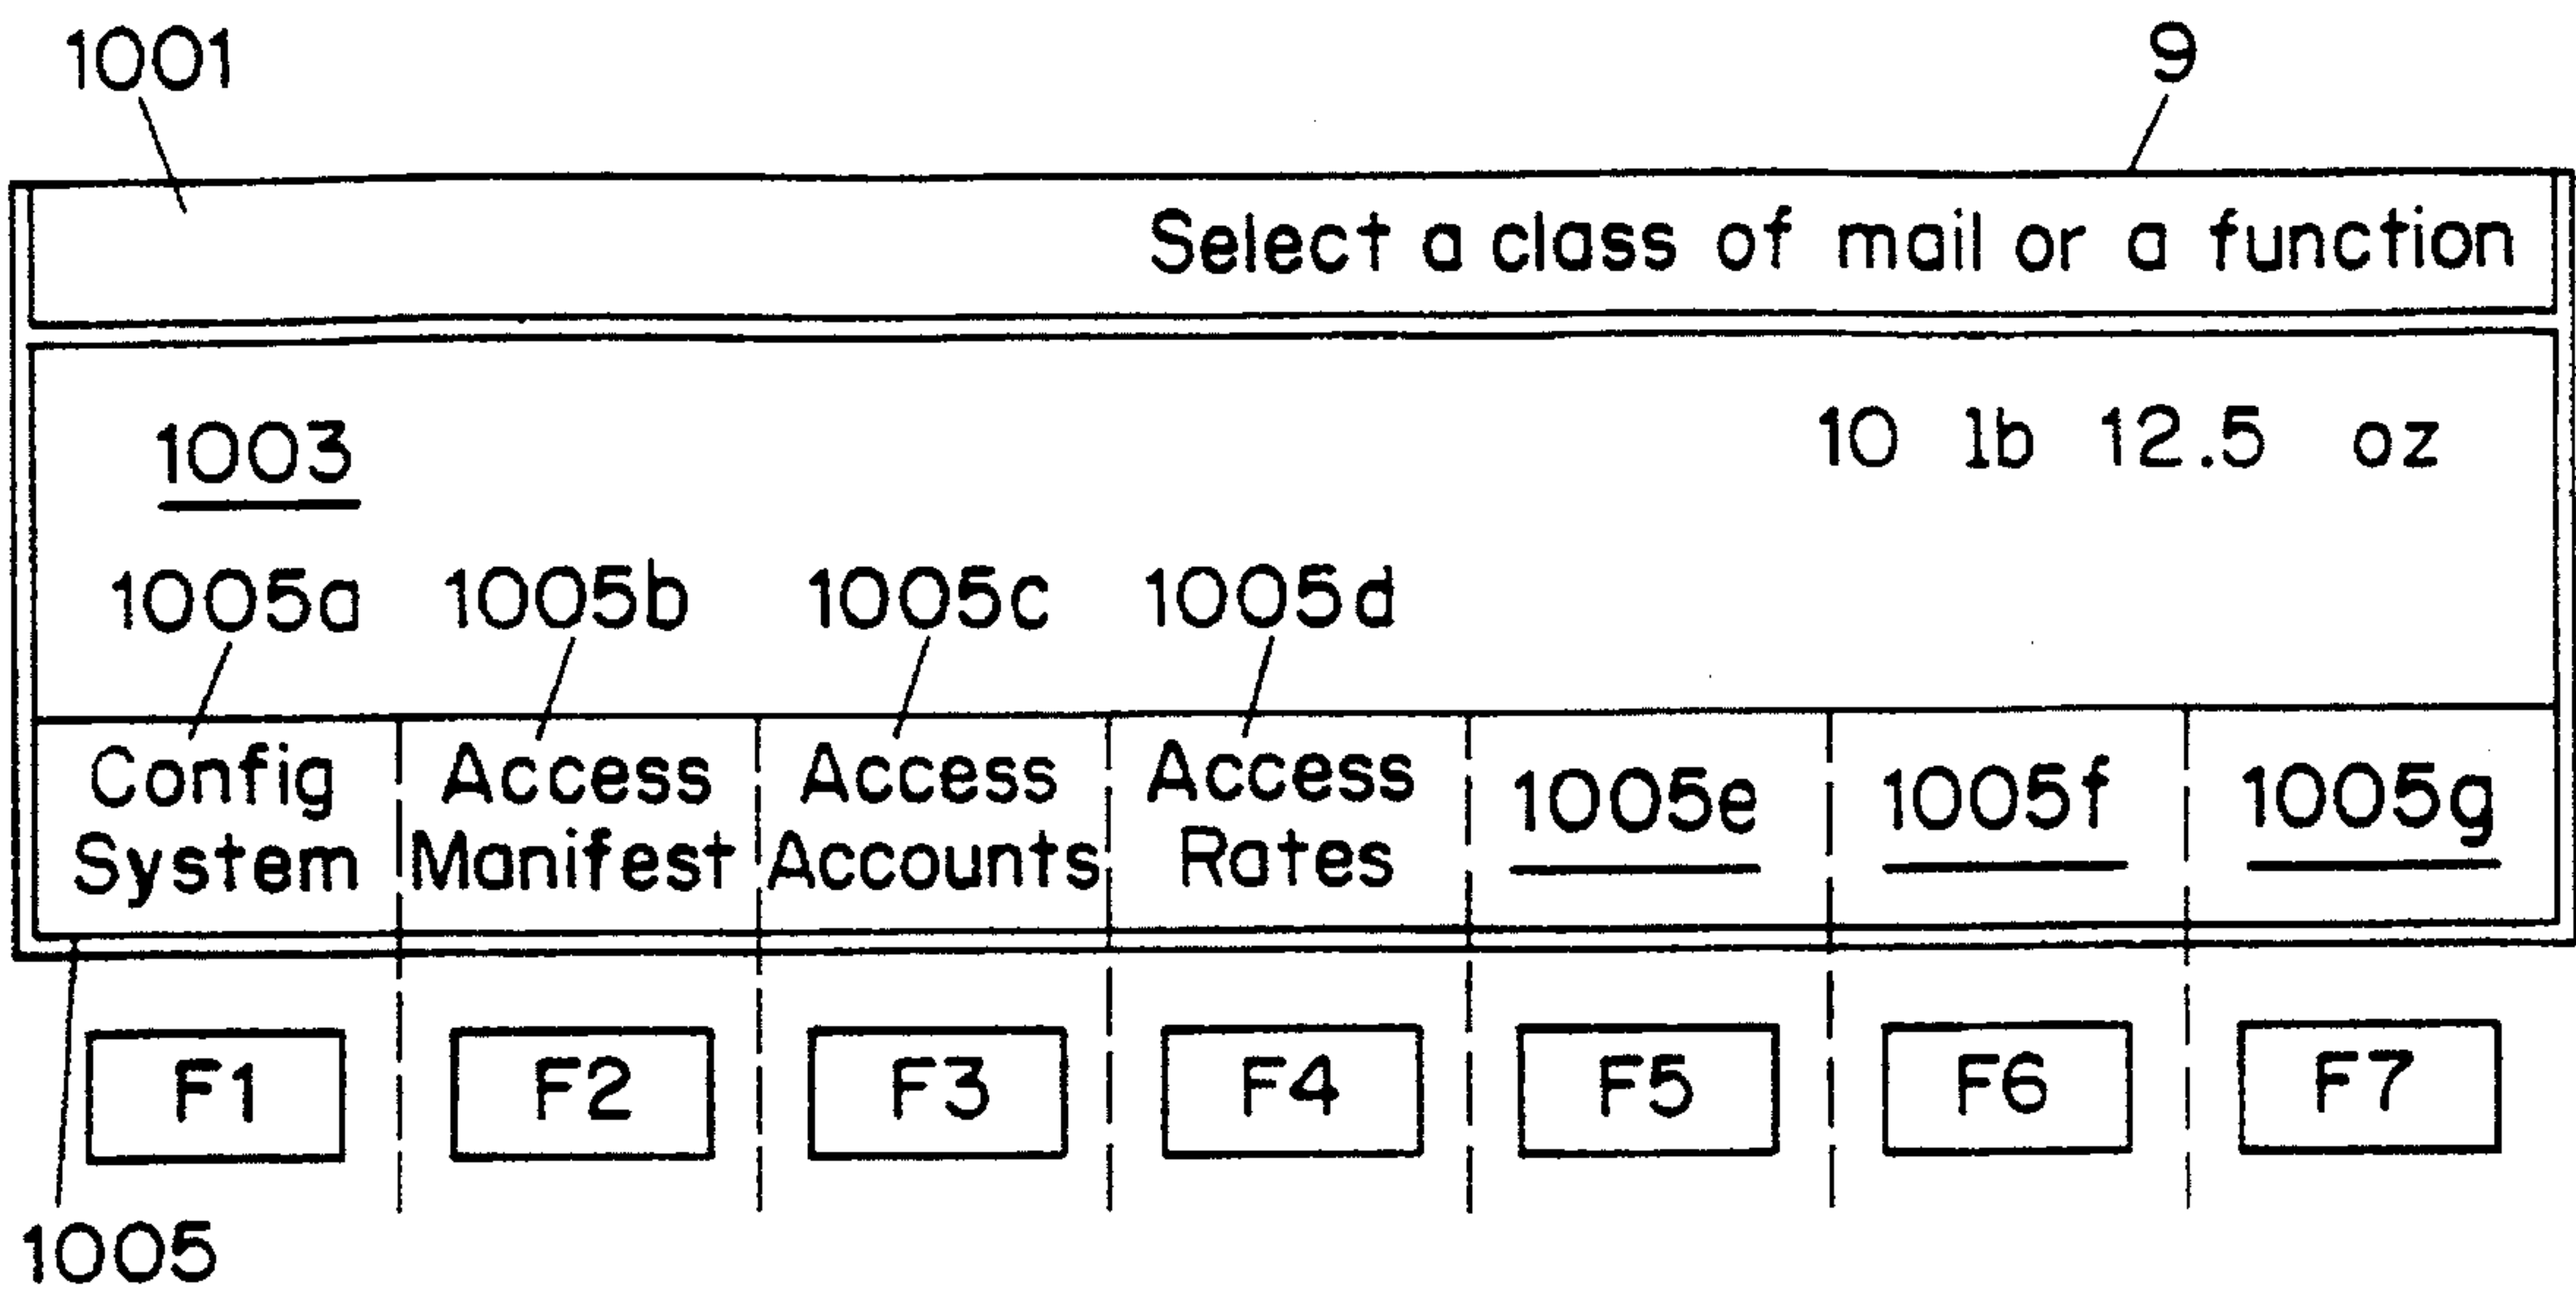 1001 9
Select a class of mail or a function
1003 10 lb 12.5 oz
1005a 1005b 1005c 1005d
Config System
Access Manifest
Access Accounts
Access Rates
1005e 1005f 1005g
F1 F2 F3 F4 F5 F6 F7
1005